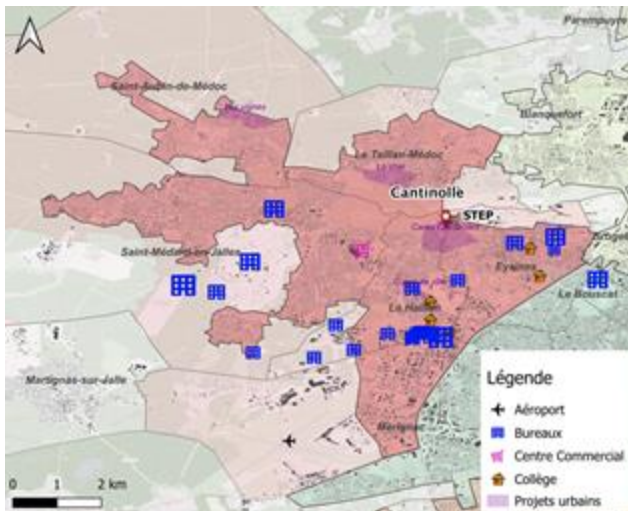 Parempuyre
Saint-Aubin-de-Médoc
Blanquefort
Le Taillan-Médoc
Cantinolle
STEP
Saint-Médard-en-Jalles
Eysines
Le Bouscat
Le Haillan
Martignas-sur-Jalle
Mérignac
0 1 2 km
Légende
Aéroport
Bureaux
Centre Commercial
Collège
Projets urbains